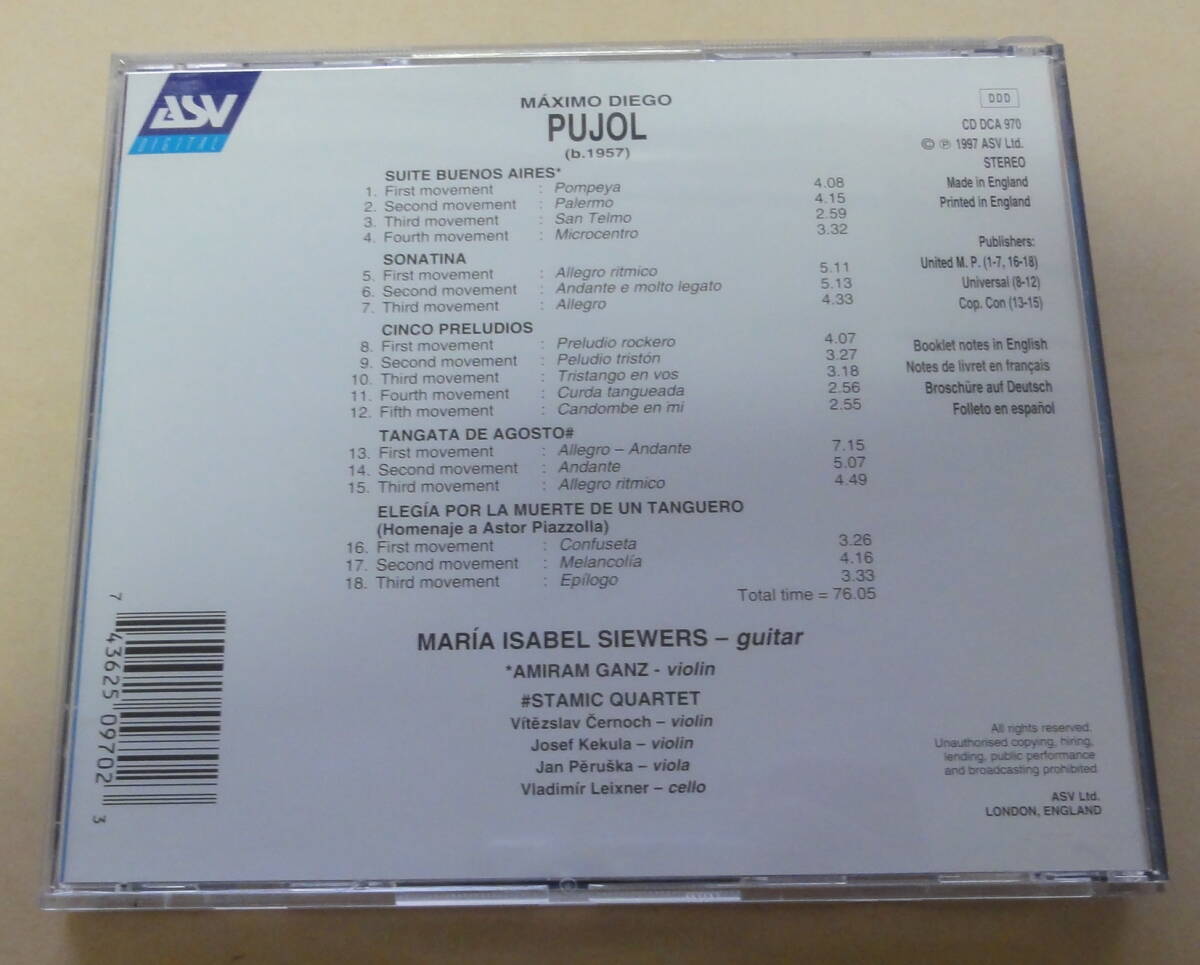 ASV
DIGITAL
MÁXIMO DIEGO
PUJOL
(b.1957)
SUITE BUENOS AIRES*
1. First movement : Pompeya 4.08
2. Second movement : Palermo 4.15
3. Third movement : San Telmo 2.59
4. Fourth movement : Microcentro 3.32
SONATINA
5. First movement : Allegro ritmico 5.11
6. Second movement : Andante e molto legato 5.13
7. Third movement : Allegro 4.33
CINCO PRELUDIOS
8. First movement : Preludio rockero 4.07
9. Second movement : Peludio tristón 3.27
10. Third movement : Tristango en vos 3.18
11. Fourth movement : Curda tangueada 2.56
12. Fifth movement : Candombe en mi 2.55
TANGATA DE AGOSTO#
13. First movement : Allegro – Andante 7.15
14. Second movement : Andante 5.07
15. Third movement : Allegro ritmico 4.49
ELEGÍA POR LA MUERTE DE UN TANGUERO
(Homenaje a Astor Piazzolla)
16. First movement : Confuseta 3.26
17. Second movement : Melancolía 4.16
18. Third movement : Epílogo 3.33
Total time = 76.05
MARÍA ISABEL SIEWERS – guitar
*AMIRAM GANZ - violin
#STAMIC QUARTET
Vítězslav Černoch – violin
Josef Kekula – violin
Jan Pěruška – viola
Vladimír Leixner – cello
DDD
CD DCA 970
© ℗ 1997 ASV Ltd.
STEREO
Made in England
Printed in England
Publishers:
United M. P. (1-7, 16-18)
Universal (8-12)
Cop. Con (13-15)
Booklet notes in English
Notes de livret en français
Broschüre auf Deutsch
Folleto en español
All rights reserved.
Unauthorised copying, hiring,
lending, public performance
and broadcasting prohibited
ASV Ltd.
LONDON, ENGLAND
7 43625 09702 3